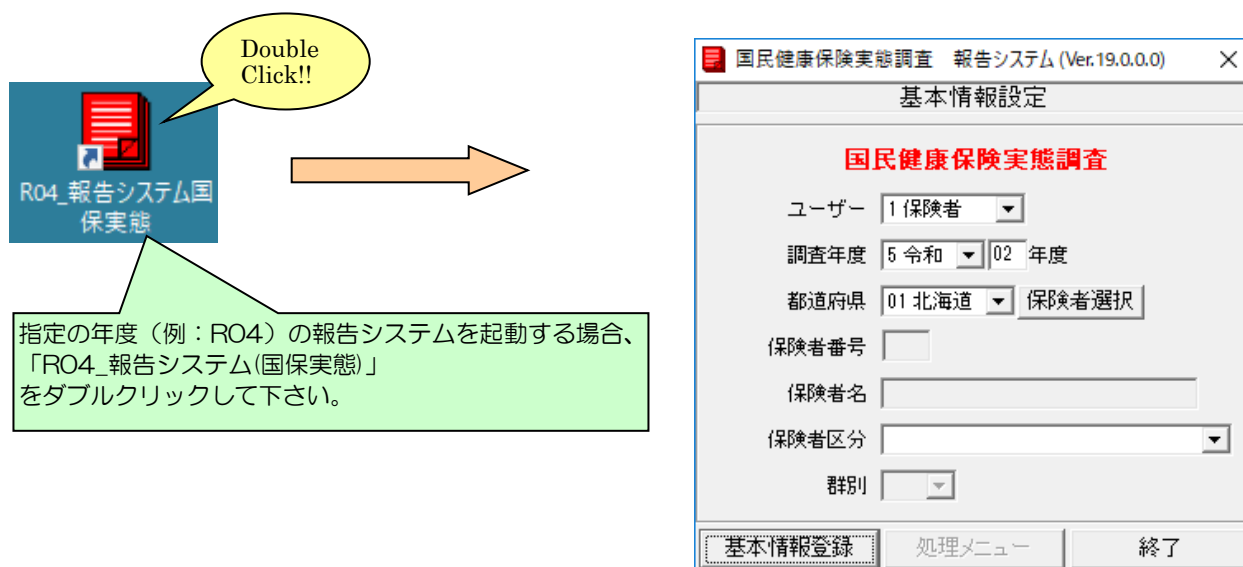 Double
Click!!
R04_報告システム国
保実態
指定の年度（例：R04）の報告システムを起動する場合、
「R04_報告システム(国保実態)」
をダブルクリックして下さい。
国民健康保険実態調査　報告システム (Ver.19.0.0.0)
基本情報設定
国民健康保険実態調査
ユーザー 1 保険者
調査年度 5 令和 02 年度
都道府県 01 北海道 保険者選択
保険者番号
保険者名
保険者区分
群別
基本情報登録 処理メニュー 終了